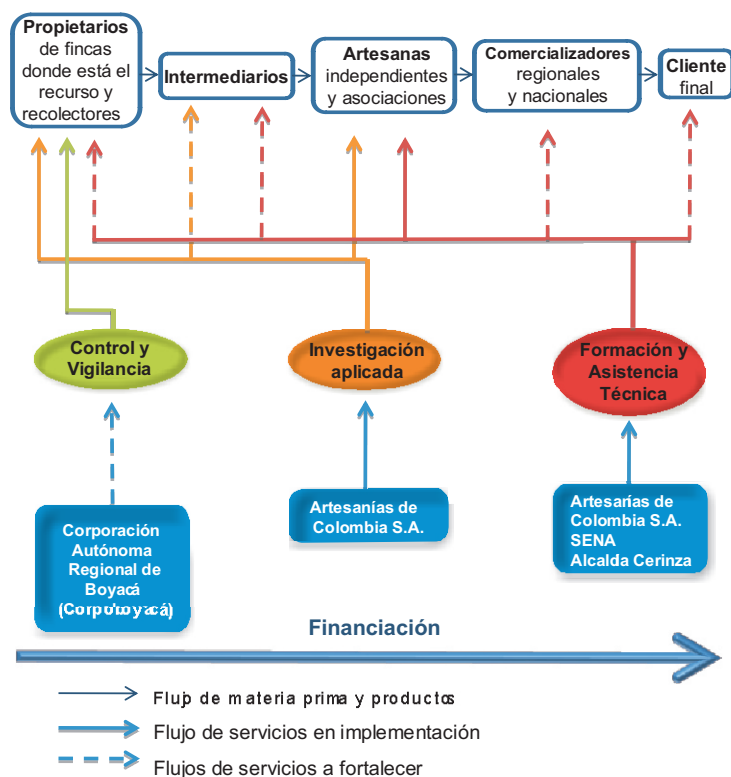 Propietarios
de fincas
donde está el
recurso y
recolectores
Intermediarios
Artesanas
independientes
y asociaciones
Comercializadores
regionales
y nacionales
Cliente
final
Control y
Vigilancia
Investigación
aplicada
Formación y
Asistencia
Técnica
Corporación
Autónoma
Regional de
Boyacá
(Corpoboyacá)
Artesanías de
Colombia S.A.
Artesanías de
Colombia S.A.
SENA
Alcalda Cerinza
Financiación
Flujo de materia prima y productos
Flujo de servicios en implementación
Flujos de servicios a fortalecer